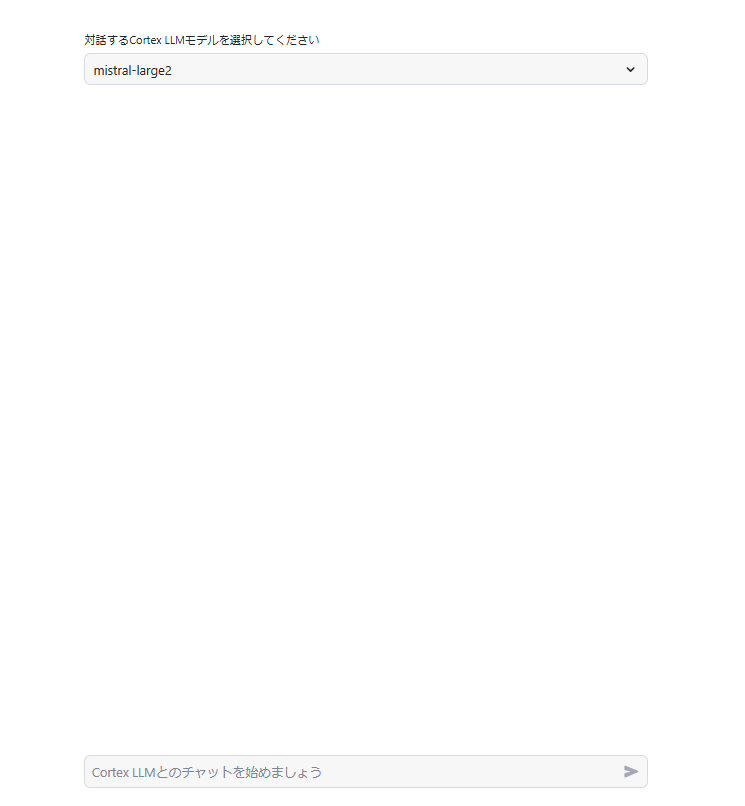 対話するCortex LLMモデルを選択してください
mistral-large2
Cortex LLMとのチャットを始めましょう